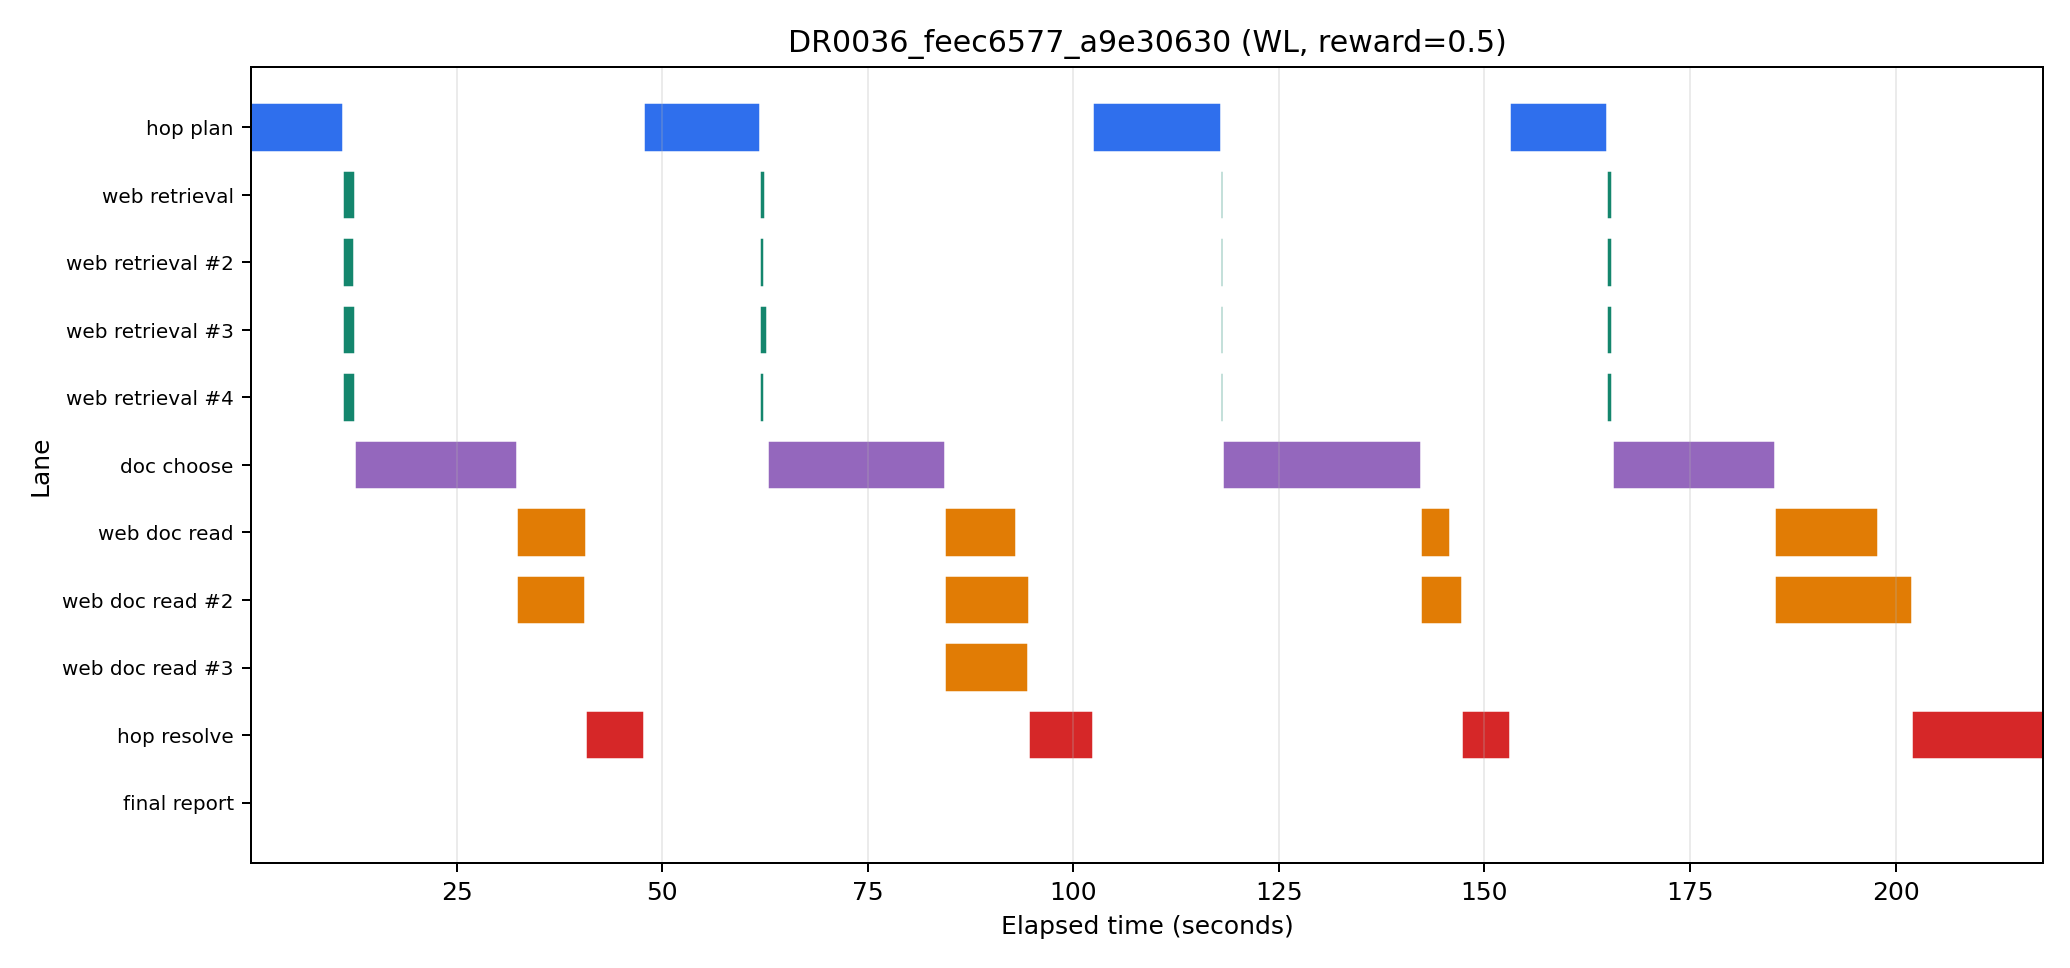 DR0036_feec6577_a9e30630 (WL, reward=0.5)
hop plan
web retrieval
web retrieval #2
web retrieval #3
web retrieval #4
doc choose
web doc read
web doc read #2
web doc read #3
hop resolve
final report
Lane
25 50 75 100 125 150 175 200
Elapsed time (seconds)